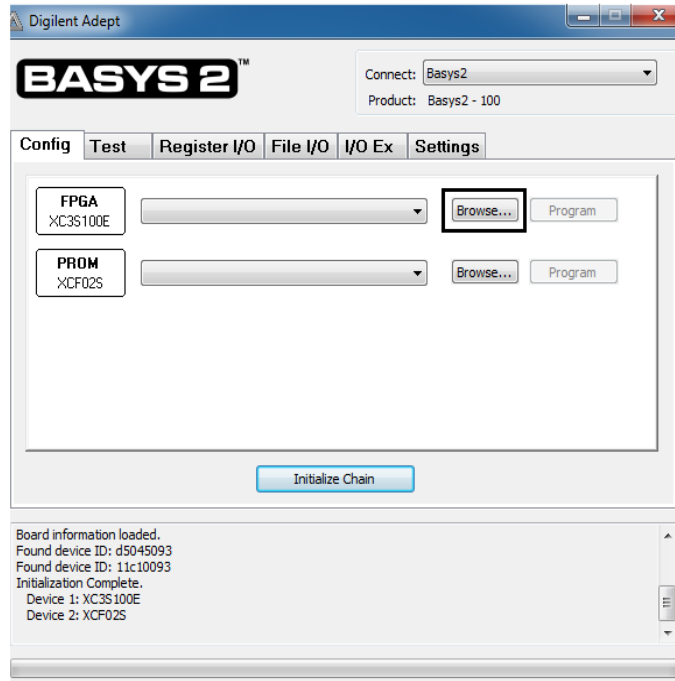 Digilent Adept
BASYS 2™
Connect: Basys2
Product: Basys2 - 100
Config Test Register I/O File I/O I/O Ex Settings
FPGA
XC3S100E
Browse... Program
PROM
XCF02S
Browse... Program
Initialize Chain
Board information loaded.
Found device ID: d5045093
Found device ID: 11c10093
Initialization Complete.
Device 1: XC3S100E
Device 2: XCF02S